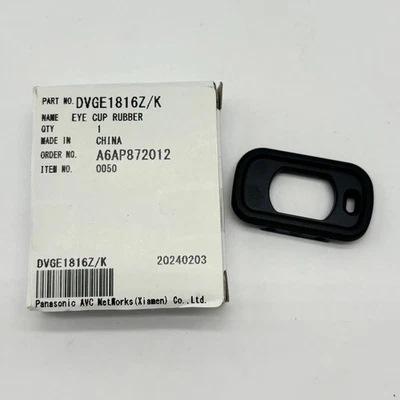 PART NO. DVGE1816Z/K
NAME EYE CUP RUBBER
QTY 1
MADE IN CHINA
ORDER NO. A6AP872012
ITEM NO. 0050
DVGE1816Z/K 20240203
Panasonic AVC NetWorks(Xiamen) Co.,Ltd.